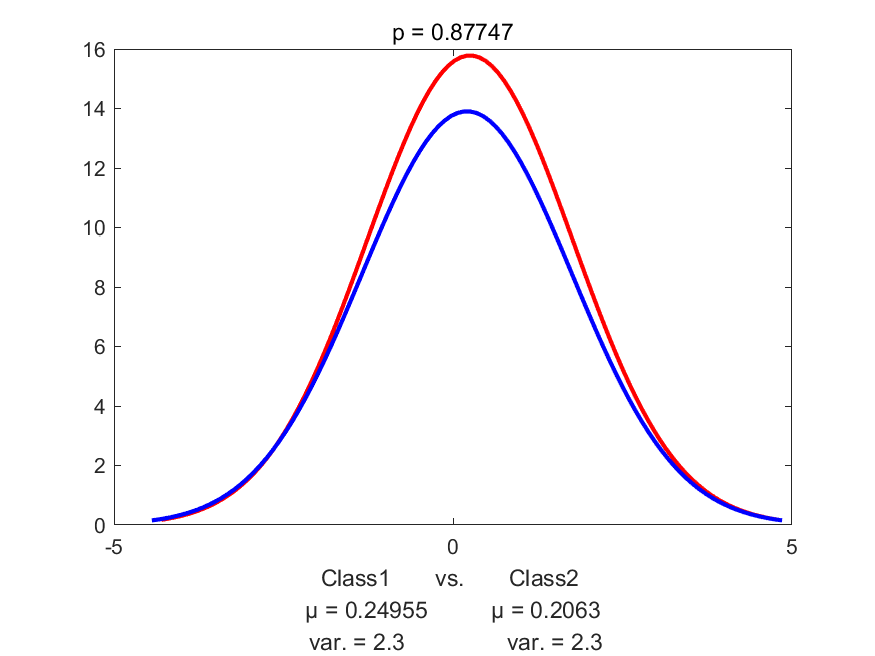 p = 0.87747
16
14
12
10
8
6
4
2
0
-5 0 5
Class1 vs. Class2
μ = 0.24955 μ = 0.2063
var. = 2.3 var. = 2.3